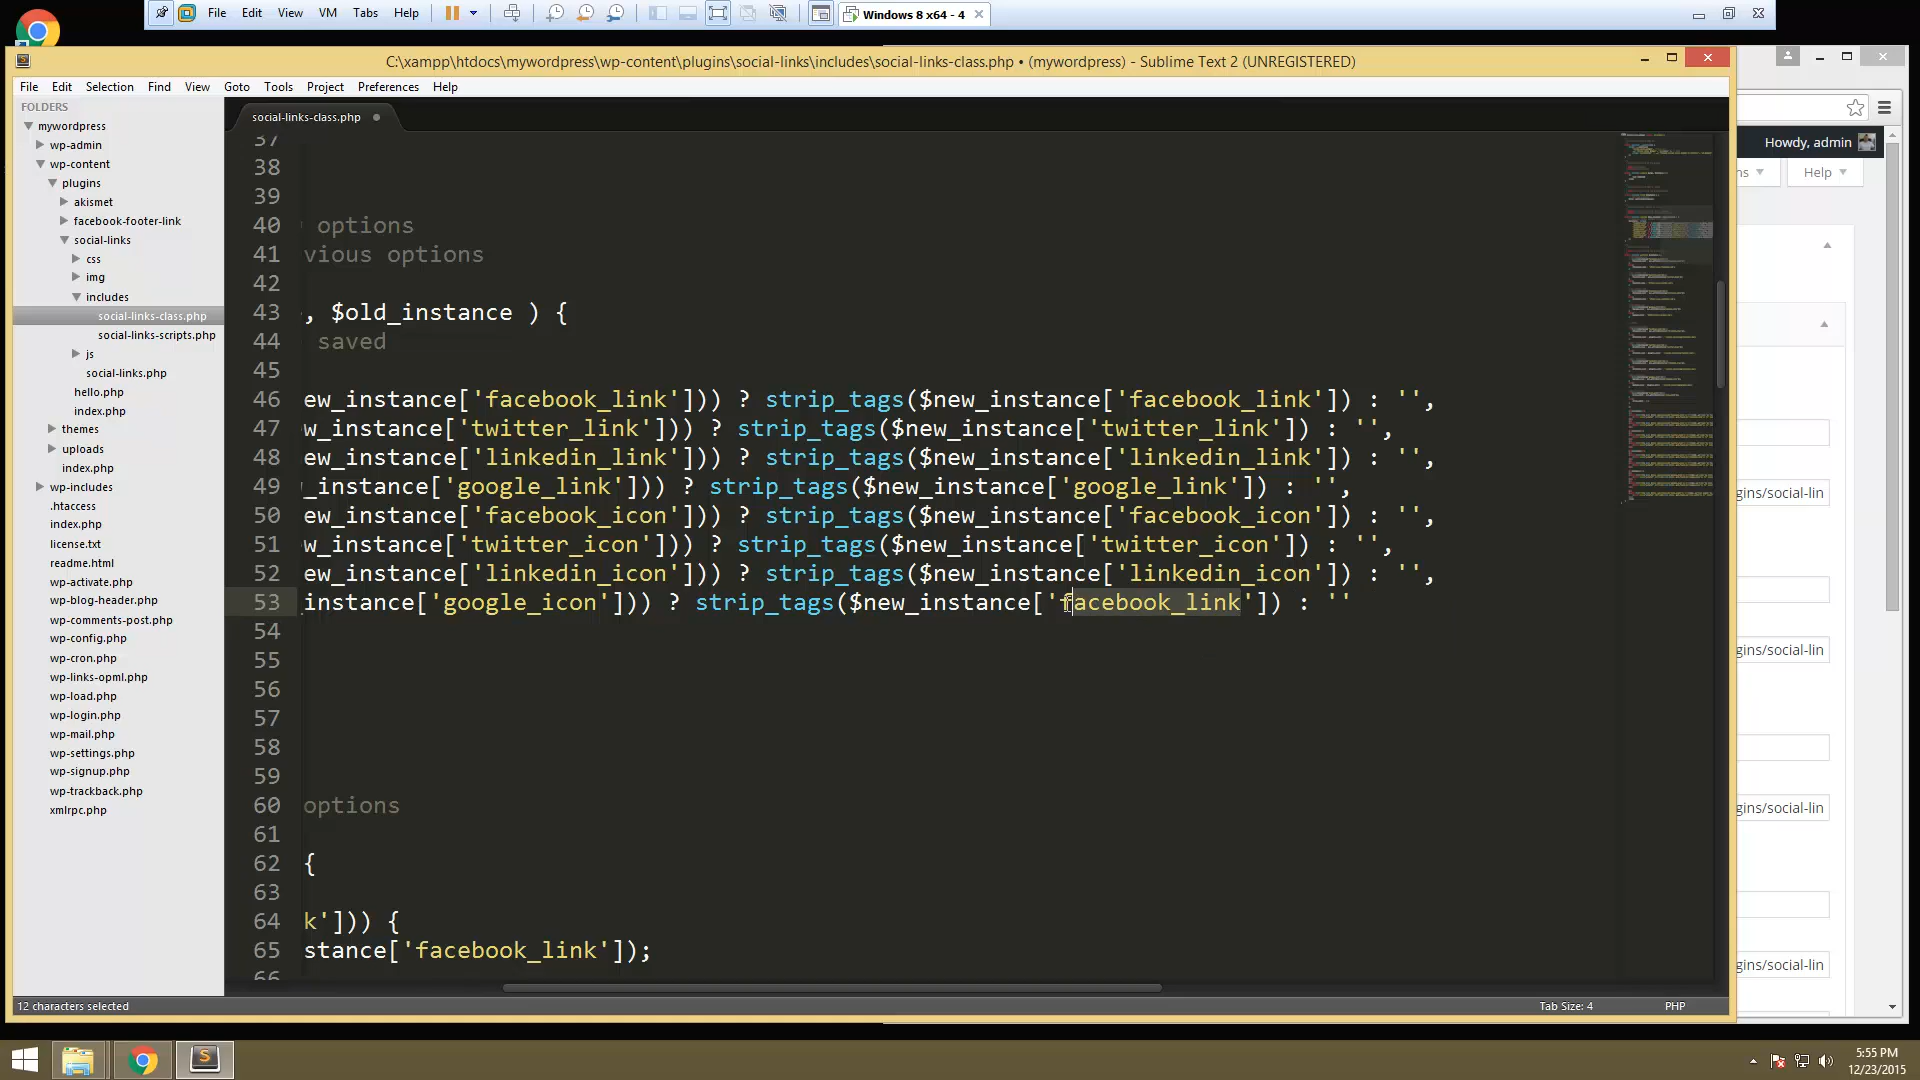 File Edit View VM Tabs Help
Windows 8 x64 - 4
C:\xampp\htdocs\mywordpress\wp-content\plugins\social-links\includes\social-links-class.php • (mywordpress) - Sublime Text 2 (UNREGISTERED)
File Edit Selection Find View Goto Tools Project Preferences Help
FOLDERS
mywordpress
wp-admin
wp-content
plugins
akismet
facebook-footer-link
social-links
css
img
includes
social-links-class.php
social-links-scripts.php
js
social-links.php
hello.php
index.php
themes
uploads
index.php
wp-includes
.htaccess
index.php
license.txt
readme.html
wp-activate.php
wp-blog-header.php
wp-comments-post.php
wp-config.php
wp-cron.php
wp-links-opml.php
wp-load.php
wp-login.php
wp-mail.php
wp-settings.php
wp-signup.php
wp-trackback.php
xmlrpc.php
social-links-class.php
37
38
39
40 options
41 vious options
42
43 , $old_instance ) {
44 saved
45
46 ew_instance['facebook_link'])) ? strip_tags($new_instance['facebook_link']) : '',
47 w_instance['twitter_link'])) ? strip_tags($new_instance['twitter_link']) : '',
48 ew_instance['linkedin_link'])) ? strip_tags($new_instance['linkedin_link']) : '',
49 _instance['google_link'])) ? strip_tags($new_instance['google_link']) : '',
50 ew_instance['facebook_icon'])) ? strip_tags($new_instance['facebook_icon']) : '',
51 w_instance['twitter_icon'])) ? strip_tags($new_instance['twitter_icon']) : '',
52 ew_instance['linkedin_icon'])) ? strip_tags($new_instance['linkedin_icon']) : '',
53 _instance['google_icon'])) ? strip_tags($new_instance['facebook_link']) : ''
54
55
56
57
58
59
60 options
61
62 {
63
64 k'])) {
65 stance['facebook_link']);
66
12 characters selected
Tab Size: 4
PHP
Howdy, admin
ns
Help
gins/social-lin
gins/social-lin
gins/social-lin
gins/social-lin
5:55 PM
12/23/2015